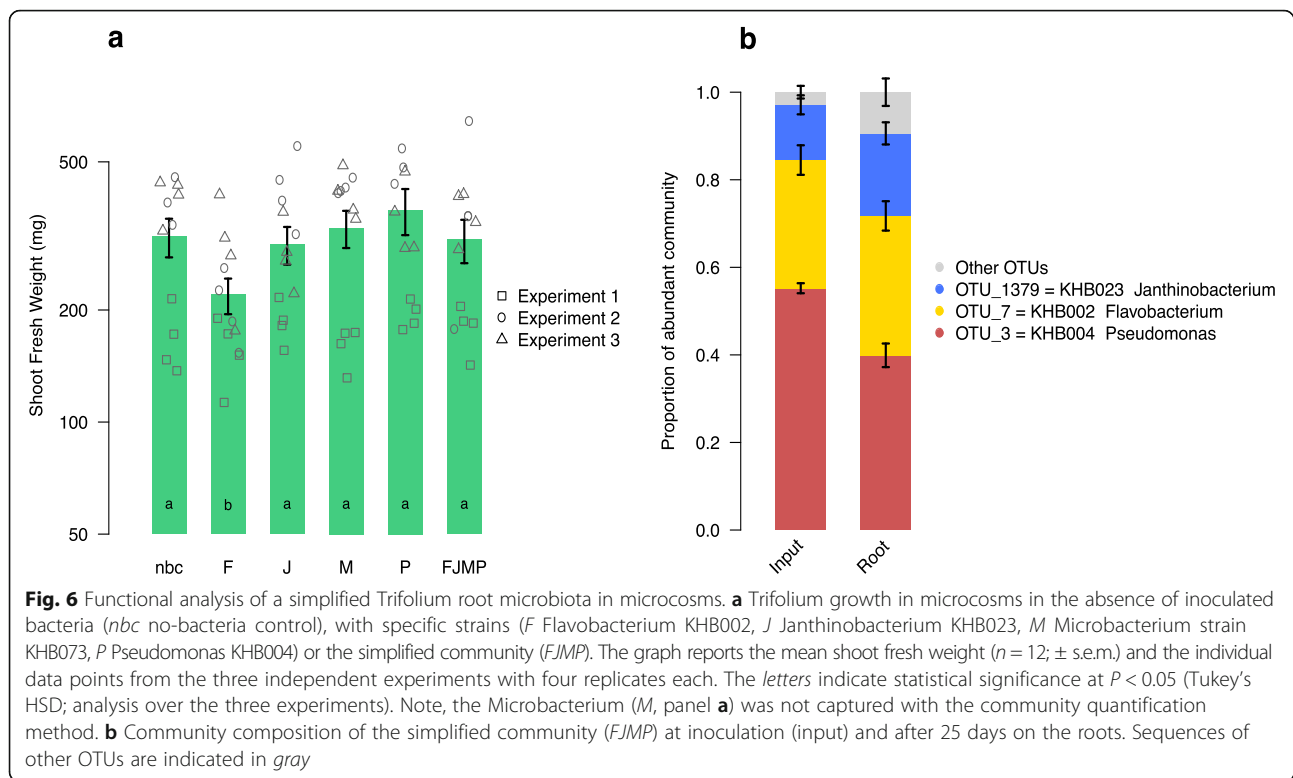 a
Shoot Fresh Weight (mg)
500
200
100
50
a
b
a
a
a
a
nbc
F
J
M
P
FJMP
Experiment 1
Experiment 2
Experiment 3
b
Proportion of abundant community
1.0
0.8
0.6
0.4
0.2
0.0
Input
Root
Other OTUs
OTU_1379 = KHB023 Janthinobacterium
OTU_7 = KHB002 Flavobacterium
OTU_3 = KHB004 Pseudomonas
Fig. 6 Functional analysis of a simplified Trifolium root microbiota in microcosms. a Trifolium growth in microcosms in the absence of inoculated
bacteria (nbc no-bacteria control), with specific strains (F Flavobacterium KHB002, J Janthinobacterium KHB023, M Microbacterium strain
KHB073, P Pseudomonas KHB004) or the simplified community (FJMP). The graph reports the mean shoot fresh weight (n = 12; ± s.e.m.) and the individual
data points from the three independent experiments with four replicates each. The letters indicate statistical significance at P < 0.05 (Tukey's
HSD; analysis over the three experiments). Note, the Microbacterium (M, panel a) was not captured with the community quantification
method. b Community composition of the simplified community (FJMP) at inoculation (input) and after 25 days on the roots. Sequences of
other OTUs are indicated in gray